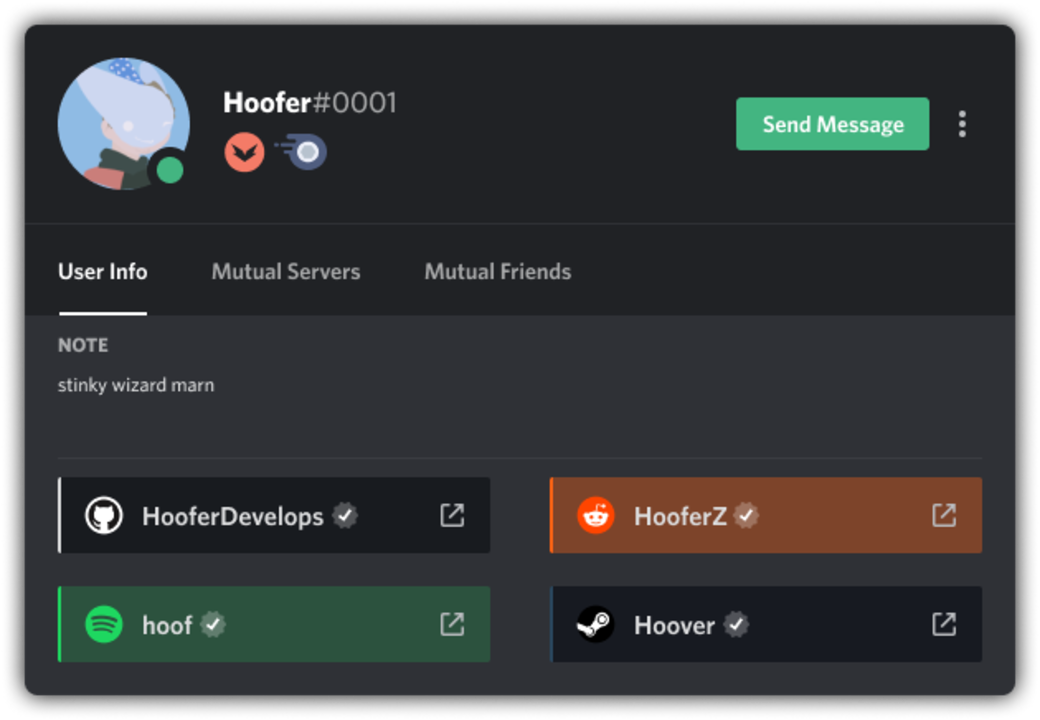 Hoofer#0001
Send Message
User Info Mutual Servers Mutual Friends
NOTE
stinky wizard marn
HooferDevelops HooferZ
hoof Hoover